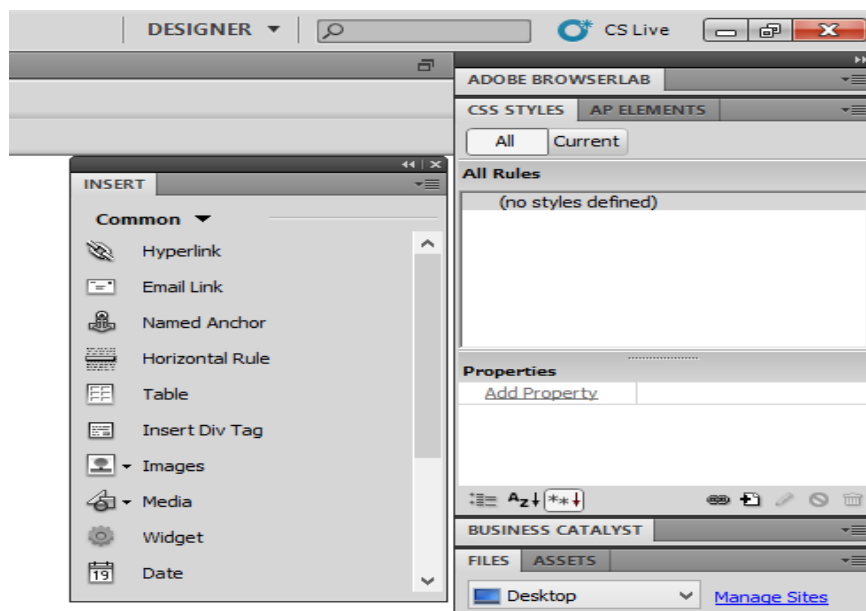 DESIGNER
CS Live
ADOBE BROWSERLAB
CSS STYLES AP ELEMENTS
All Current
All Rules
(no styles defined)
INSERT
Common
Hyperlink
Email Link
Named Anchor
Horizontal Rule
Table
Insert Div Tag
Images
Media
Widget
19 Date
Properties
Add Property
AZ **
BUSINESS CATALYST
FILES ASSETS
Desktop Manage Sites